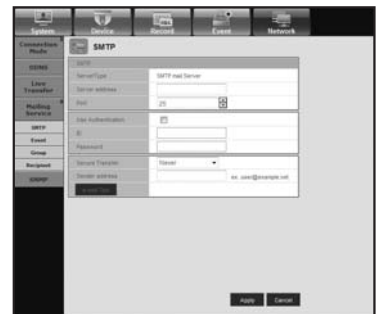 System Device Record Event Network
Connection Mode
DDNS
Live Transfer
Mailing Service
SMTP
Event
Group
Recipient
SNMP
SMTP
SMTP
ServerType SMTP mail Server
Server address
Port 25
Use Authentication
ID
Password
Secure Transfer Never
Sender address ex. user@example.net
Apply Cancel